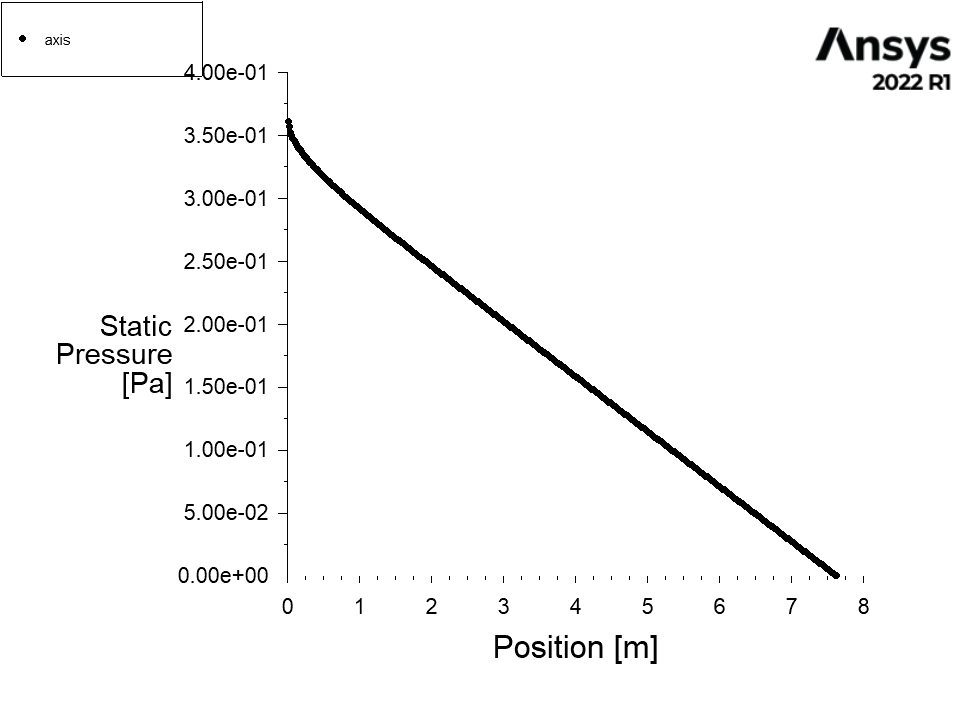 axis
Ansys
2022 R1
4.00e-01
3.50e-01
3.00e-01
2.50e-01
2.00e-01
1.50e-01
1.00e-01
5.00e-02
0.00e+00
Static
Pressure
[Pa]
0 1 2 3 4 5 6 7 8
Position [m]